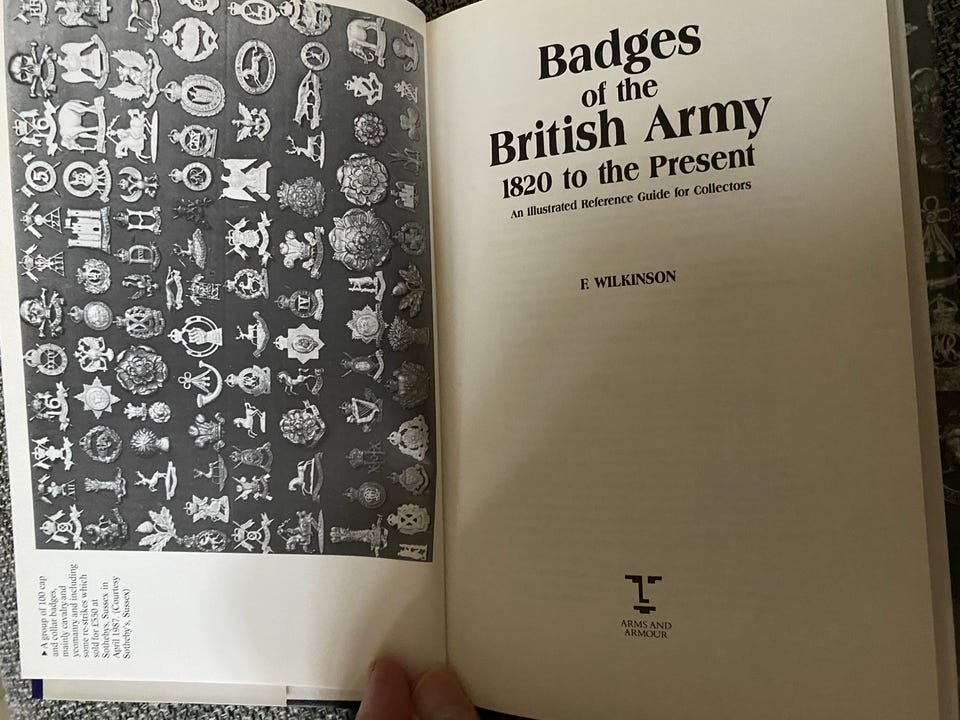 ▶A group of 100 cap
and collar badges,
mainly cavalry and
yeomanry and including
some re-strikes which
sold for £550 at
Sothebys, Sussex in
April 1987. (Courtesy
Sotheby's, Sussex)
Badges
of the
British Army
1820 to the Present
An Illustrated Reference Guide for Collectors
F. WILKINSON
ARMS AND
ARMOUR